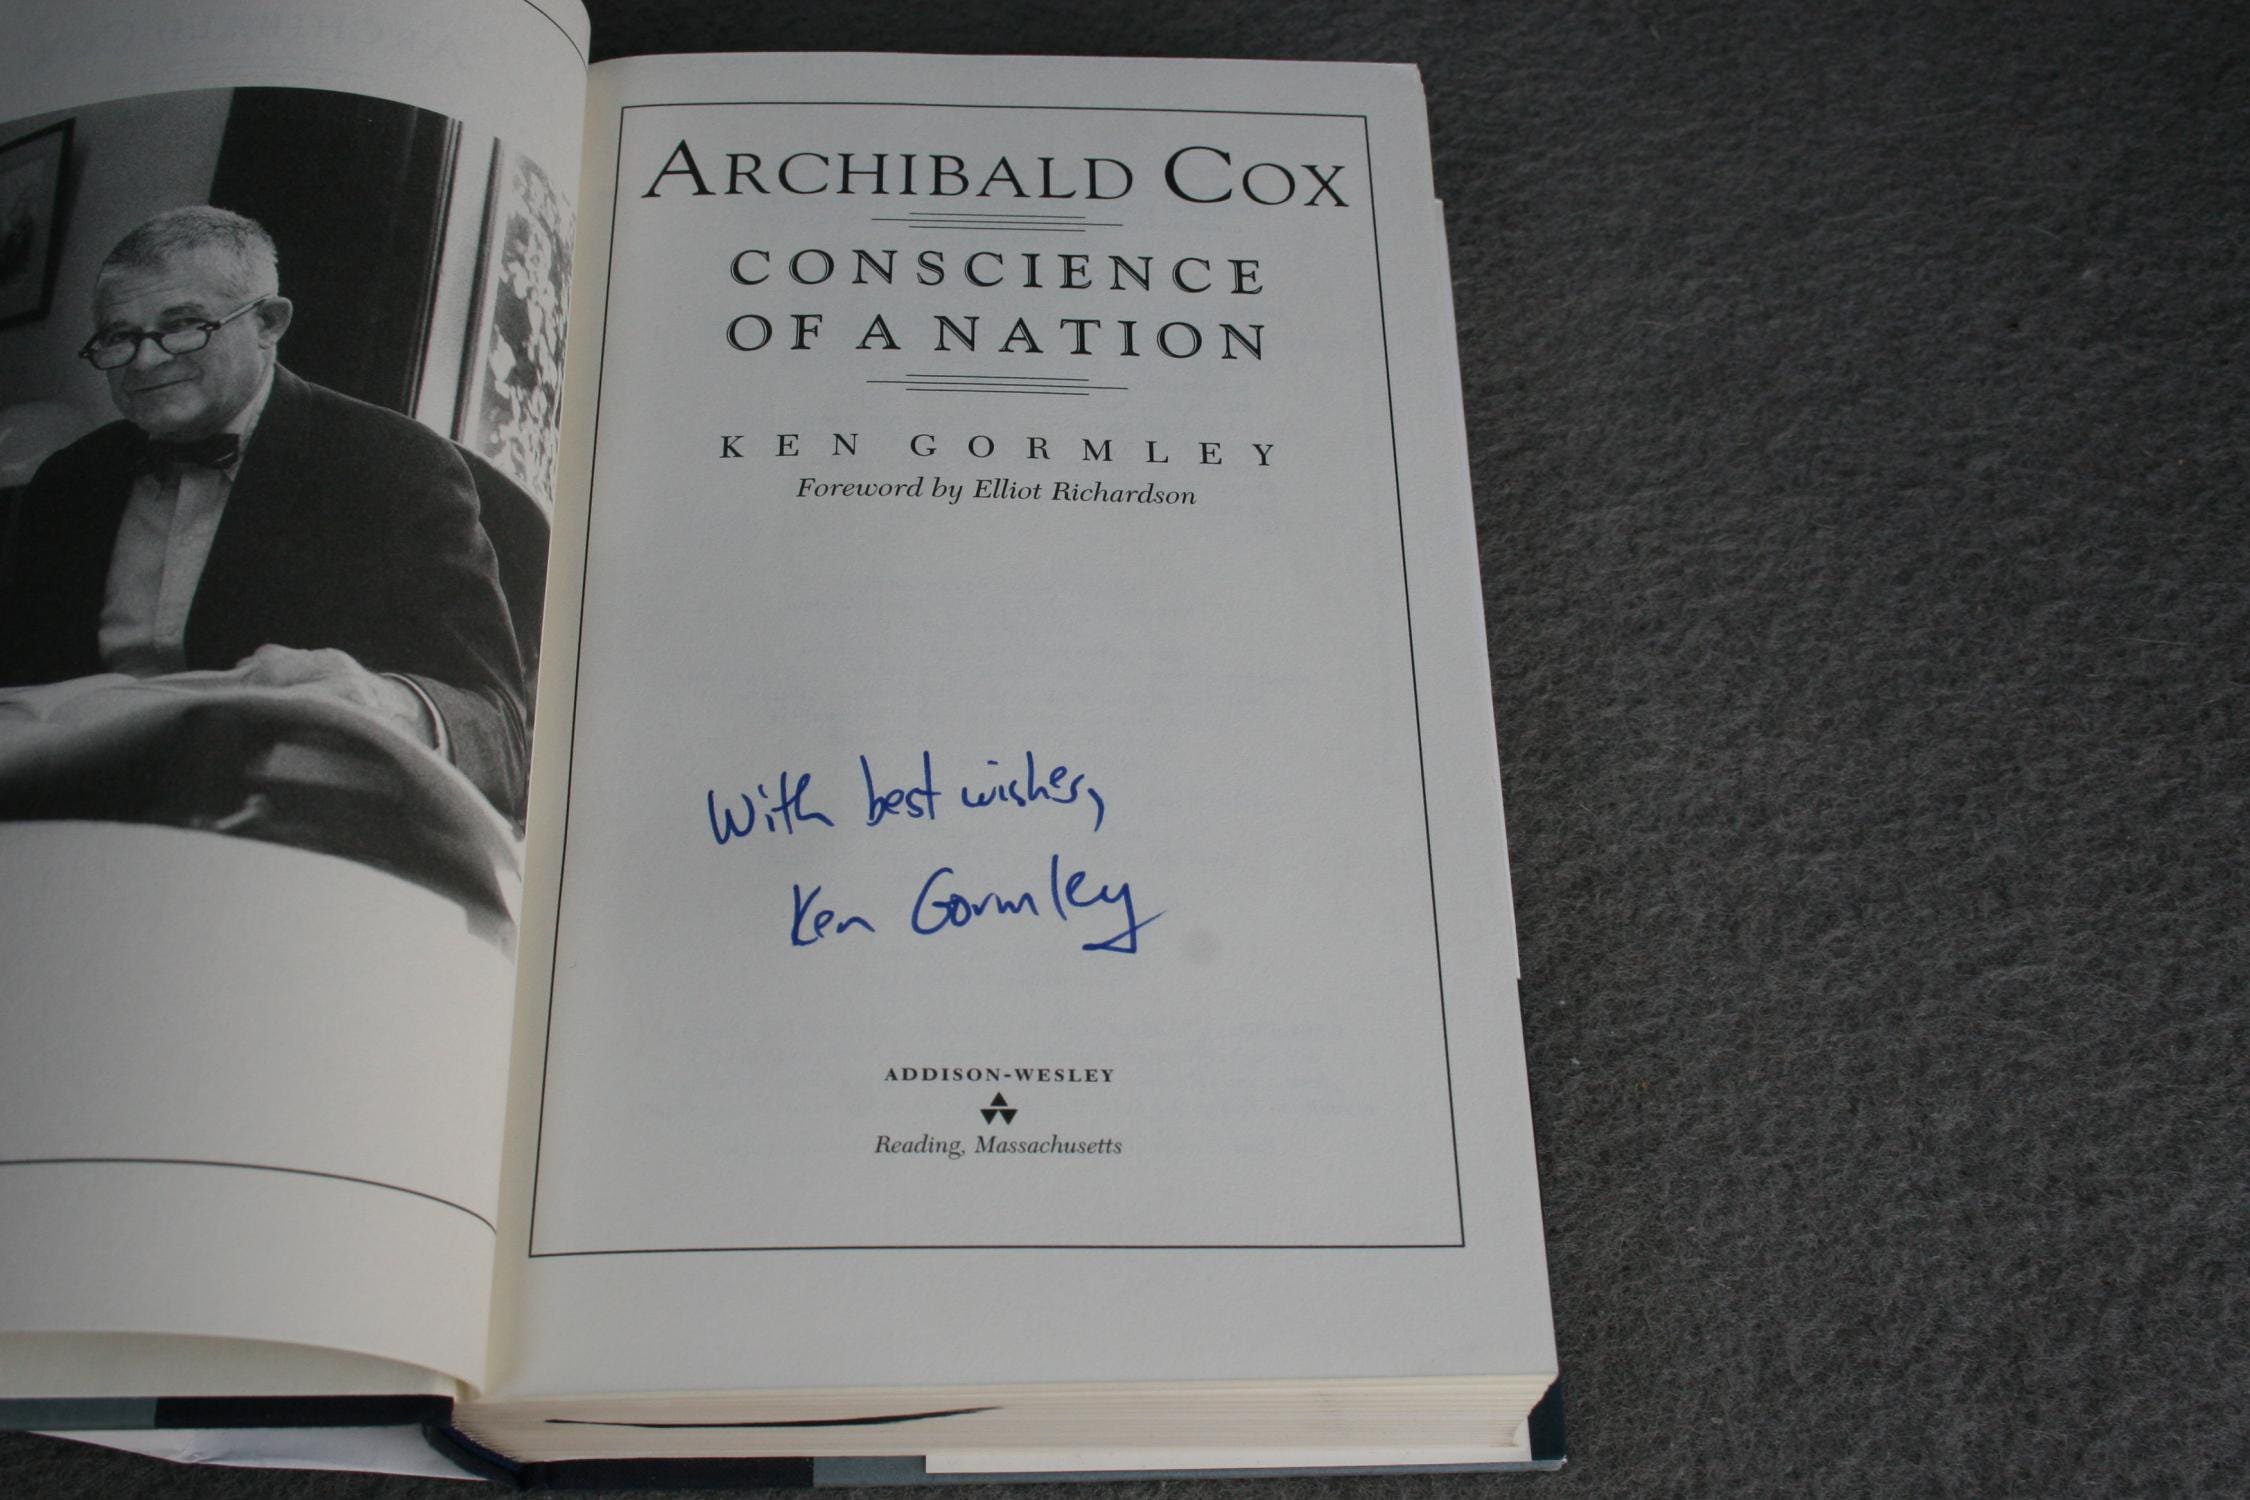 ARCHIBALD COX
CONSCIENCE
OF A NATION
KEN GORMLEY
Foreword by Elliot Richardson
With best wishes,
Ken Gormley
ADDISON-WESLEY
Reading, Massachusetts